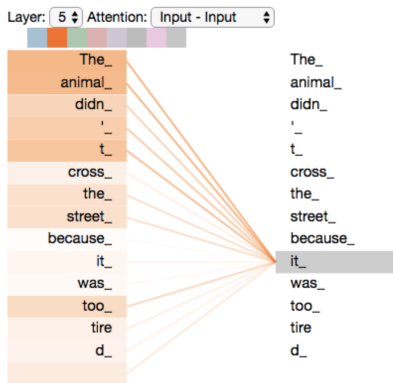 Layer: 5 Attention: Input - Input
The_ The_
animal_ animal_
didn_ didn_
'_ '_
t_ t_
cross_ cross_
the_ the_
street_ street_
because_ because_
it_ it_
was_ was_
too_ too_
tire tire
d_ d_